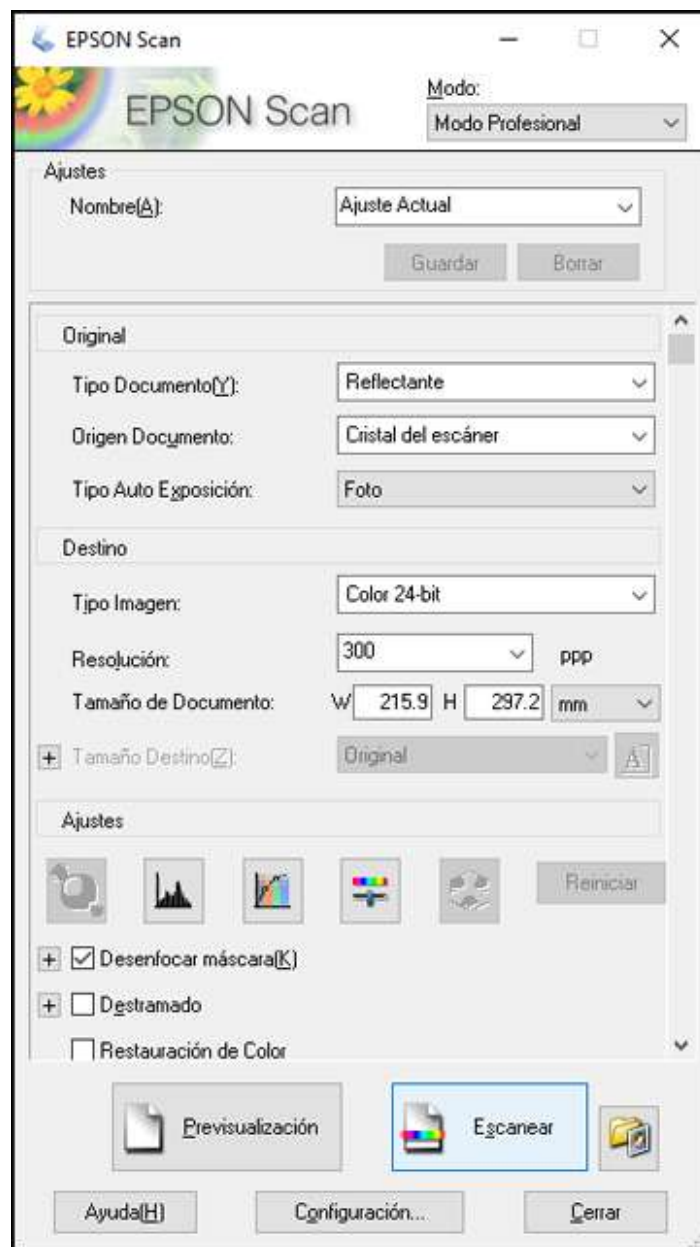 EPSON Scan
EPSON Scan
Modo:
Modo Profesional
Ajustes
Nombre(A): Ajuste Actual
Guardar Borrar
Original
Tipo Documento(Y): Reflectante
Origen Documento: Cristal del escáner
Tipo Auto Exposición: Foto
Destino
Tipo Imagen: Color 24-bit
Resolución: 300 ppp
Tamaño de Documento: W 215.9 H 297.2 mm
+ Tamaño Destino(Z): Original A
Ajustes
Reiniciar
+ Desenfocar máscara(K)
+ Destramado
Restauración de Color
Previsualización Escanear
Ayuda(H) Configuración... Cerrar